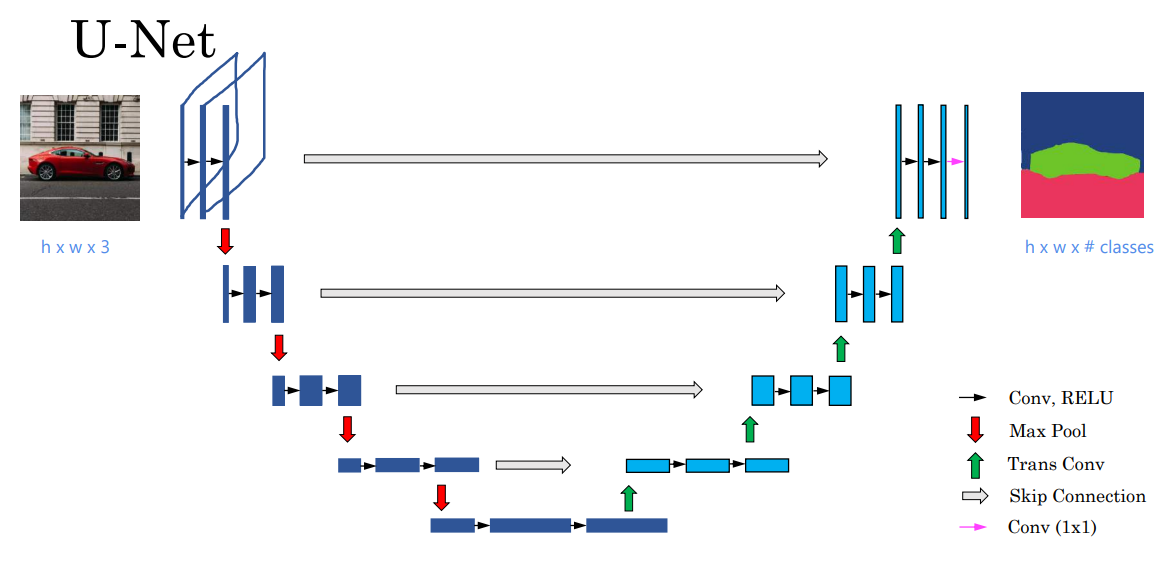 U-Net
h x w x 3
h x w x # classes
Conv, RELU
Max Pool
Trans Conv
Skip Connection
Conv (1x1)